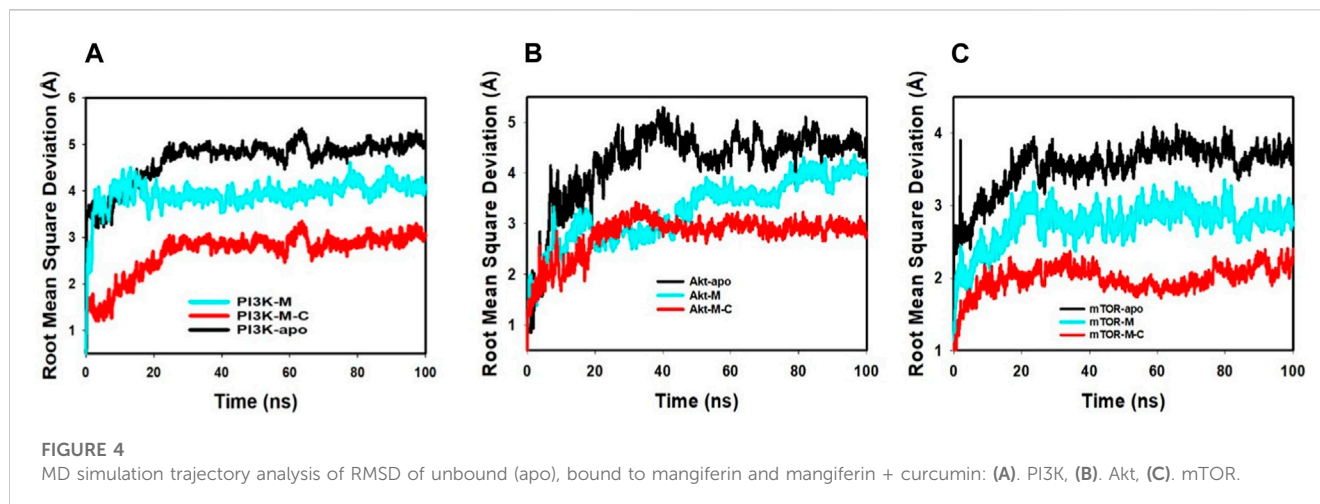 A
Root Mean Square Deviation (Å)
6
5
4
3
2
1
PI3K-M
PI3K-M-C
PI3K-apo
0 20 40 60 80 100
Time (ns)
B
Root Mean Square Deviation (Å)
5
4
3
2
1
Akt-apo
Akt-M
Akt-M-C
0 20 40 60 80 100
Time (ns)
C
Root Mean Square Deviation (Å)
4
3
2
1
mTOR-apo
mTOR-M
mTOR-M-C
0 20 40 60 80 100
Time (ns)
FIGURE 4
MD simulation trajectory analysis of RMSD of unbound (apo), bound to mangiferin and mangiferin + curcumin: (A). PI3K, (B). Akt, (C). mTOR.